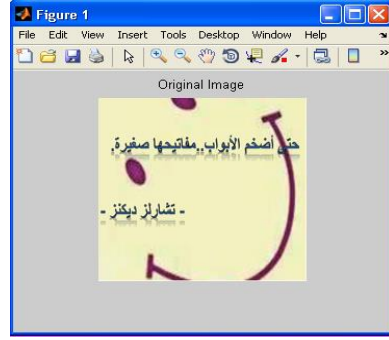 Figure 1
File Edit View Insert Tools Desktop Window Help
Original Image
حتى أضخم الأبواب..مفاتيحها صغيرة,
- تشارلز ديكنز -